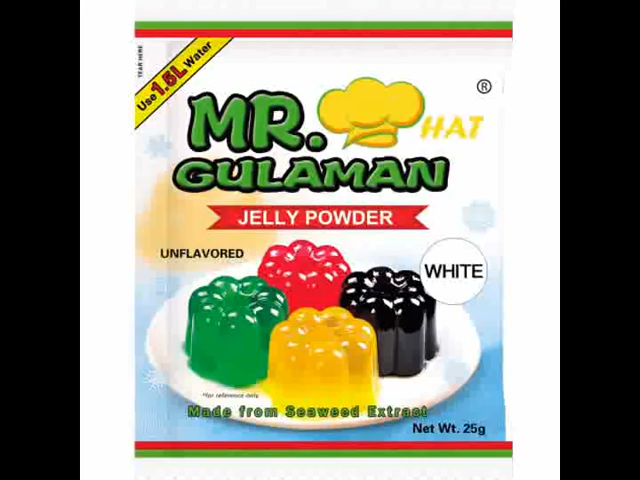 TEAR HERE
Use 1.5L Water
®
MR. HAT
GULAMAN
JELLY POWDER
UNFLAVORED
WHITE
*for reference only
Made from Seaweed Extract
Net Wt. 25g